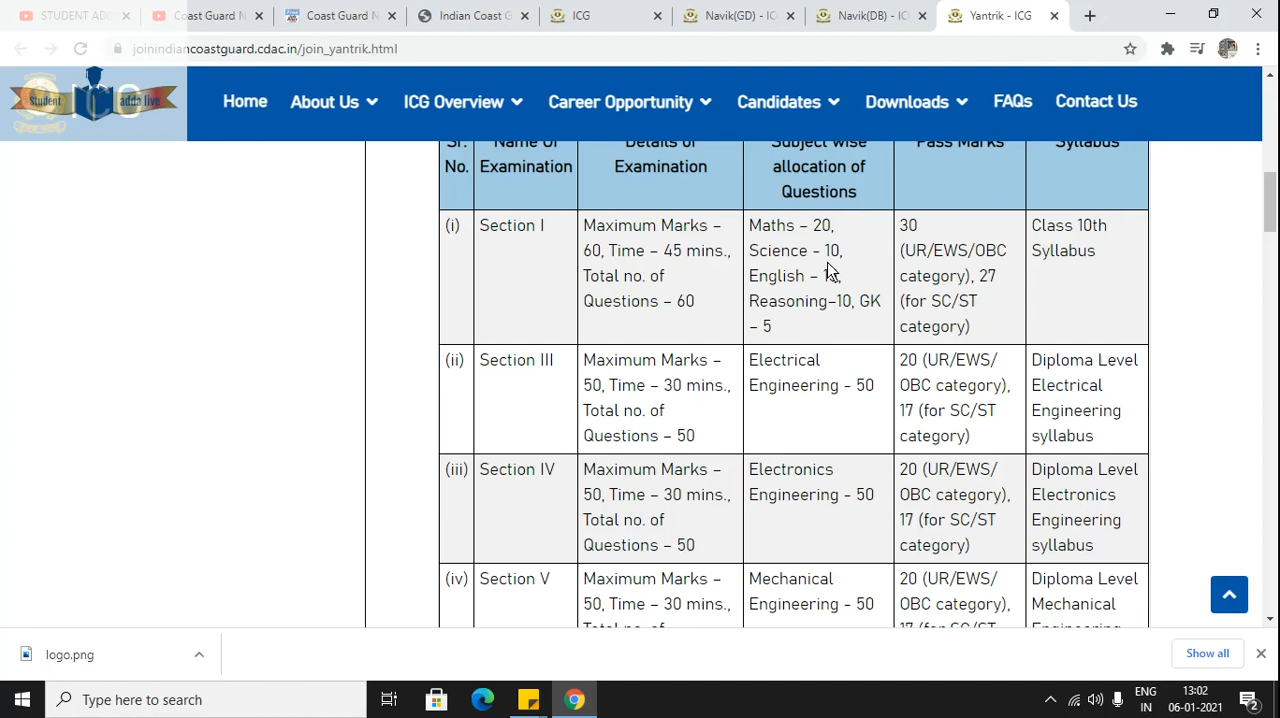 STUDENT ADD
Coast Guard N
Coast Guard N
Indian Coast G
ICG
Navik(GD) - IC
Navik(DB) - IC
Yantrik - ICG
joinindiancoastguard.cdac.in/join_yantrik.html
Student adda live
Home
About Us
ICG Overview
Career Opportunity
Candidates
Downloads
FAQs
Contact Us
Sr. No.
Name Of Examination
Details of Examination
Subject wise allocation of Questions
Pass Marks
Syllabus
(i)
Section I
Maximum Marks –
60, Time – 45 mins.,
Total no. of
Questions – 60
Maths – 20,
Science - 10,
English –
Reasoning–10, GK
– 5
30
(UR/EWS/OBC
category), 27
(for SC/ST
category)
Class 10th
Syllabus
(ii)
Section III
Maximum Marks –
50, Time – 30 mins.,
Total no. of
Questions – 50
Electrical
Engineering - 50
20 (UR/EWS/
OBC category),
17 (for SC/ST
category)
Diploma Level
Electrical
Engineering
syllabus
(iii)
Section IV
Maximum Marks –
50, Time – 30 mins.,
Total no. of
Questions – 50
Electronics
Engineering - 50
20 (UR/EWS/
OBC category),
17 (for SC/ST
category)
Diploma Level
Electronics
Engineering
syllabus
(iv)
Section V
Maximum Marks –
50, Time – 30 mins.,
Mechanical
Engineering - 50
20 (UR/EWS/
OBC category),
Diploma Level
Mechanical
logo.png
Show all
Type here to search
ENG
IN
13:02
06-01-2021
2